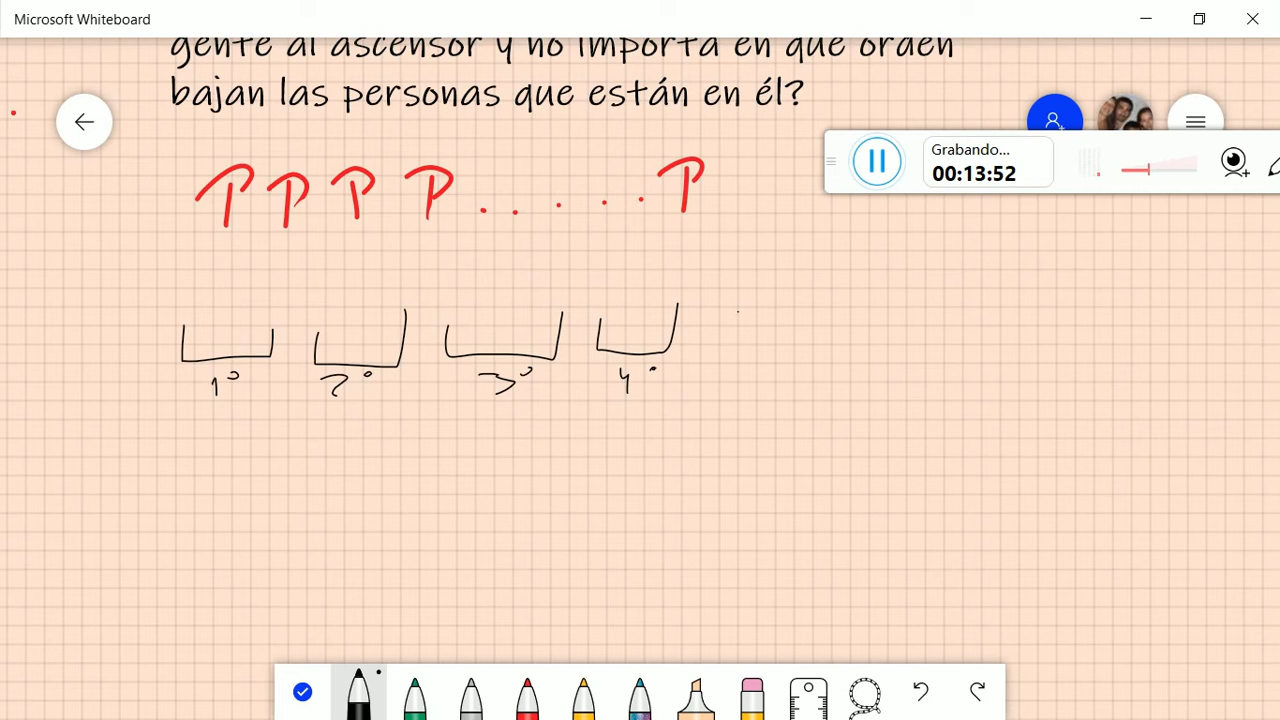 Microsoft Whiteboard
gente al ascensor y no importa en qué orden
bajan las personas que están en él?
Grabando...
00:13:52
P P P P . . . . . P
1° 2° 3° 4°